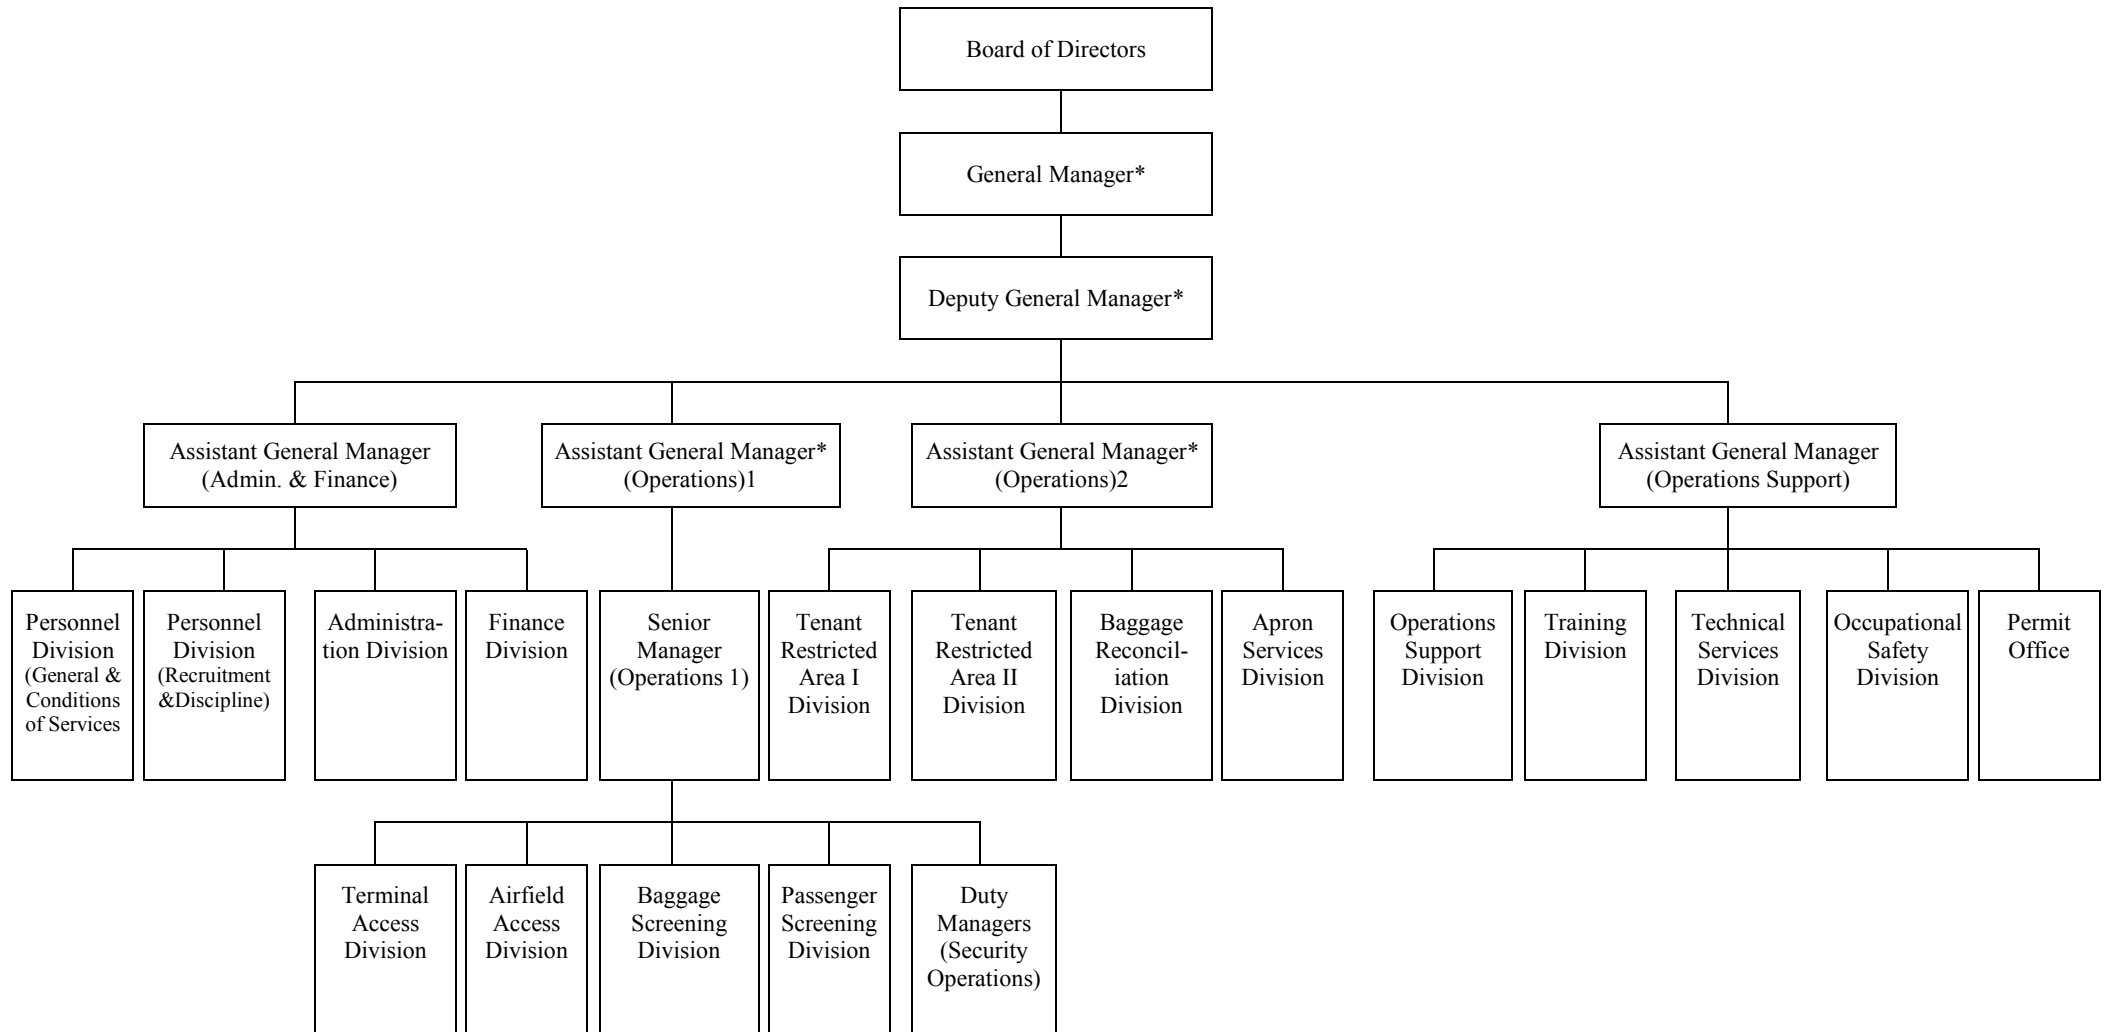 Board of Directors
General Manager*
Deputy General Manager*
Assistant General Manager
(Admin. & Finance)
Assistant General Manager*
(Operations)1
Assistant General Manager*
(Operations)2
Assistant General Manager
(Operations Support)
Personnel
Division
(General &
Conditions
of Services
Personnel
Division
(Recruitment
&Discipline)
Administra-
tion Division
Finance
Division
Senior
Manager
(Operations 1)
Tenant
Restricted
Area I
Division
Tenant
Restricted
Area II
Division
Baggage
Reconcil-
iation
Division
Apron
Services
Division
Operations
Support
Division
Training
Division
Technical
Services
Division
Occupational
Safety
Division
Permit
Office
Terminal
Access
Division
Airfield
Access
Division
Baggage
Screening
Division
Passenger
Screening
Division
Duty
Managers
(Security
Operations)